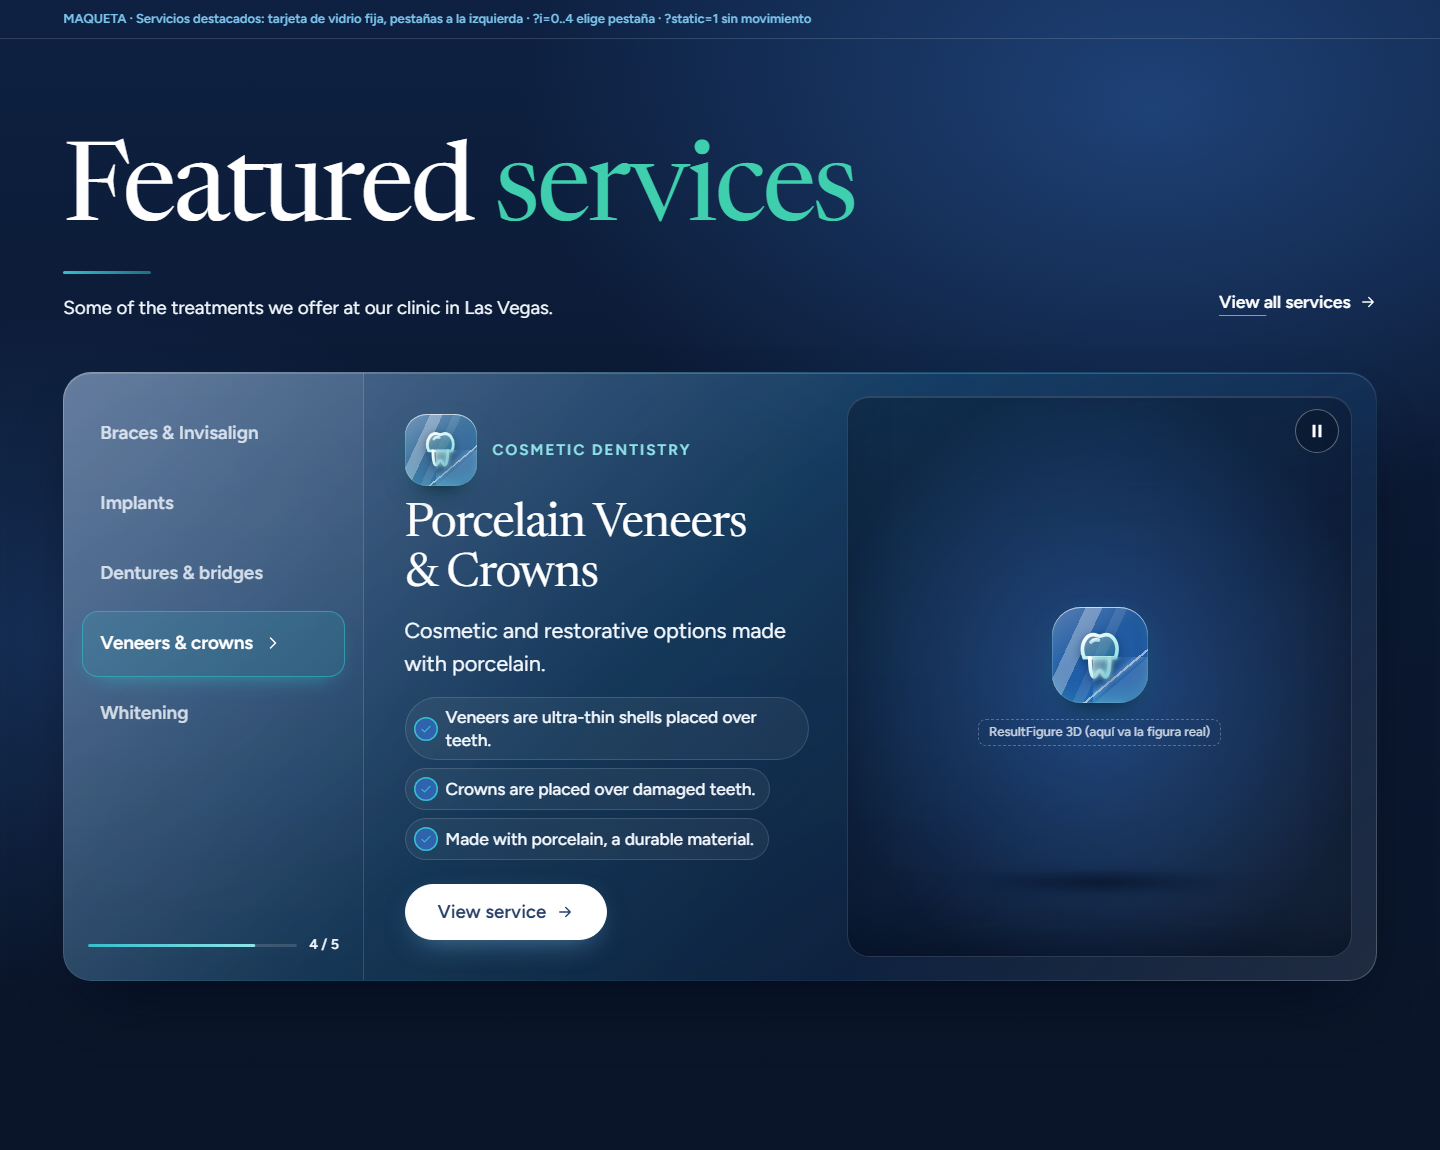 MAQUETA · Servicios destacados: tarjeta de vidrio fija, pestañas a la izquierda · ?i=0..4 elige pestaña · ?static=1 sin movimiento
Featured services
Some of the treatments we offer at our clinic in Las Vegas.
View all services →
Braces & Invisalign
Implants
Dentures & bridges
Veneers & crowns
Whitening
4 / 5
COSMETIC DENTISTRY
Porcelain Veneers
& Crowns
Cosmetic and restorative options made
with porcelain.
Veneers are ultra-thin shells placed over
teeth.
Crowns are placed over damaged teeth.
Made with porcelain, a durable material.
View service →
ResultFigure 3D (aquí va la figura real)